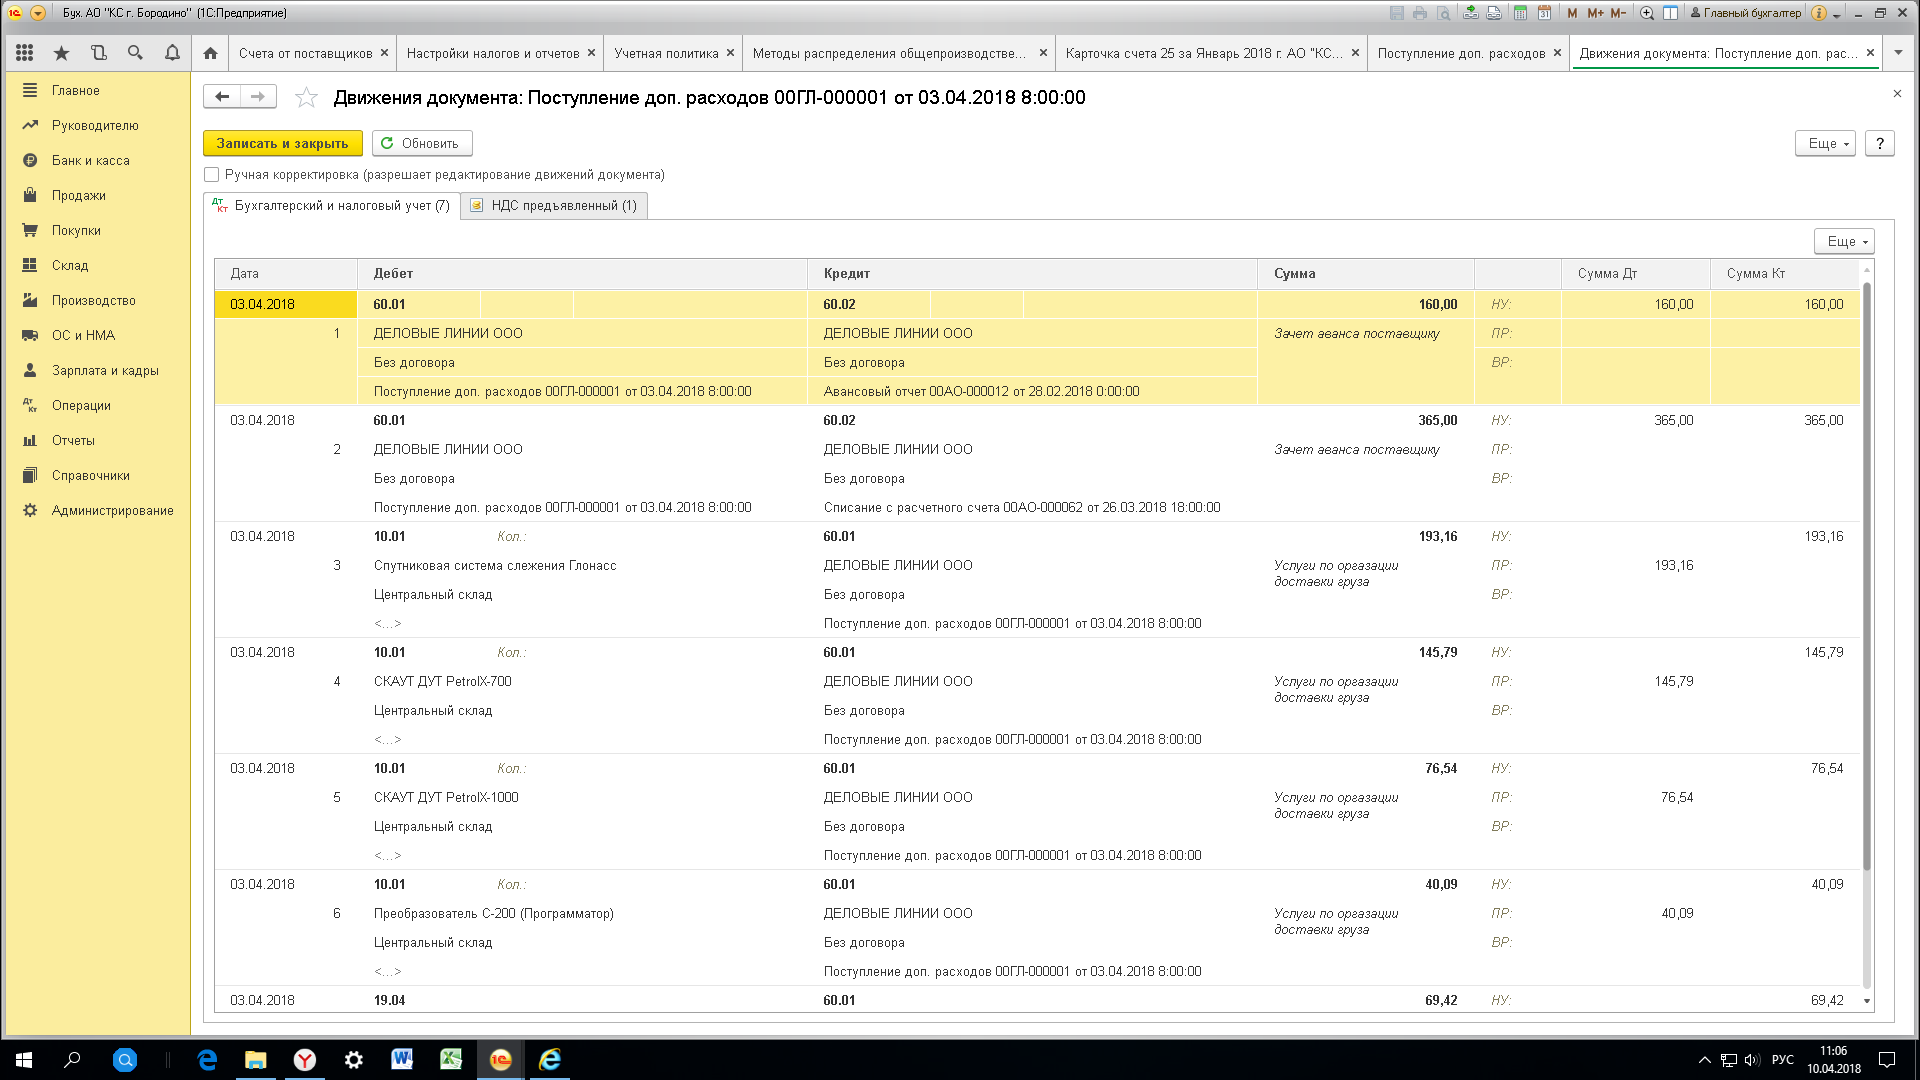 Бух. АО "КС г. Бородино" (1С:Предприятие)
M M+ M- Главный бухгалтер
Счета от поставщиков
Настройки налогов и отчетов
Учетная политика
Методы распределения общепроизводстве...
Карточка счета 25 за Январь 2018 г. АО "КС...
Поступление доп. расходов
Движения документа: Поступление доп. рас...
Главное
Руководителю
Банк и касса
Продажи
Покупки
Склад
Производство
ОС и НМА
Зарплата и кадры
Операции
Отчеты
Справочники
Администрирование
Движения документа: Поступление доп. расходов 00ГЛ-000001 от 03.04.2018 8:00:00
Записать и закрыть
Обновить
Еще
?
Ручная корректировка (разрешает редактирование движений документа)
Бухгалтерский и налоговый учет (7)
НДС предъявленный (1)
Еще
Дата Дебет Кредит Сумма Сумма Дт Сумма Кт
03.04.2018 60.01 60.02 160,00 НУ: 160,00 160,00
1 ДЕЛОВЫЕ ЛИНИИ ООО ДЕЛОВЫЕ ЛИНИИ ООО Зачет аванса поставщику ПР:
Без договора Без договора ВР:
Поступление доп. расходов 00ГЛ-000001 от 03.04.2018 8:00:00 Авансовый отчет 00АО-000012 от 28.02.2018 0:00:00
03.04.2018 60.01 60.02 365,00 НУ: 365,00 365,00
2 ДЕЛОВЫЕ ЛИНИИ ООО ДЕЛОВЫЕ ЛИНИИ ООО Зачет аванса поставщику ПР:
Без договора Без договора ВР:
Поступление доп. расходов 00ГЛ-000001 от 03.04.2018 8:00:00 Списание с расчетного счета 00АО-000062 от 26.03.2018 18:00:00
03.04.2018 10.01 Кол.: 60.01 193,16 НУ: 193,16
3 Спутниковая система слежения Глонасс ДЕЛОВЫЕ ЛИНИИ ООО Услуги по оргазации ПР: 193,16
доставки груза
Центральный склад Без договора ВР:
<...> Поступление доп. расходов 00ГЛ-000001 от 03.04.2018 8:00:00
03.04.2018 10.01 Кол.: 60.01 145,79 НУ: 145,79
4 СКАУТ ДУТ PetrolX-700 ДЕЛОВЫЕ ЛИНИИ ООО Услуги по оргазации ПР: 145,79
доставки груза
Центральный склад Без договора ВР:
<...> Поступление доп. расходов 00ГЛ-000001 от 03.04.2018 8:00:00
03.04.2018 10.01 Кол.: 60.01 76,54 НУ: 76,54
5 СКАУТ ДУТ PetrolX-1000 ДЕЛОВЫЕ ЛИНИИ ООО Услуги по оргазации ПР: 76,54
доставки груза
Центральный склад Без договора ВР:
<...> Поступление доп. расходов 00ГЛ-000001 от 03.04.2018 8:00:00
03.04.2018 10.01 Кол.: 60.01 40,09 НУ: 40,09
6 Преобразователь С-200 (Программатор) ДЕЛОВЫЕ ЛИНИИ ООО Услуги по оргазации ПР: 40,09
доставки груза
Центральный склад Без договора ВР:
<...> Поступление доп. расходов 00ГЛ-000001 от 03.04.2018 8:00:00
03.04.2018 19.04 60.01 69,42 НУ: 69,42
РУС
11:06
10.04.2018